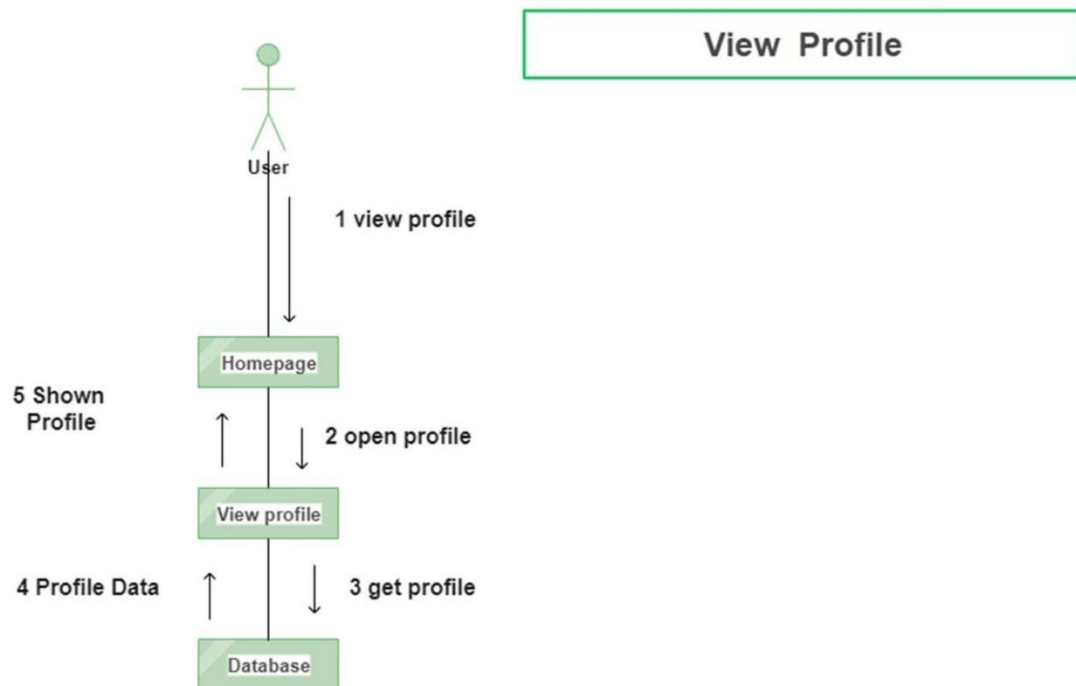 View Profile
User
1 view profile
Homepage
5 Shown
Profile
2 open profile
View profile
4 Profile Data
3 get profile
Database